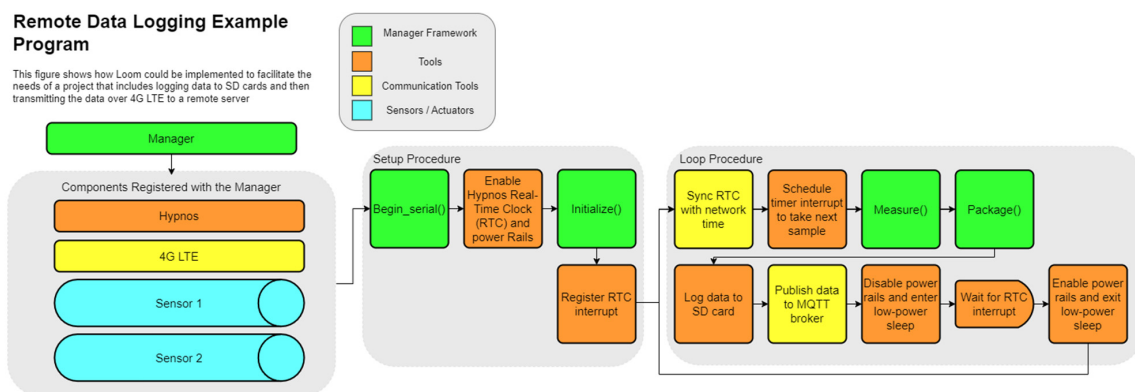 Remote Data Logging Example
Program
This figure shows how Loom could be implemented to facilitate the
needs of a project that includes logging data to SD cards and then
transmitting the data over 4G LTE to a remote server
Manager Framework
Tools
Communication Tools
Sensors / Actuators
Manager
Components Registered with the Manager
Hypnos
4G LTE
Sensor 1
Sensor 2
Setup Procedure
Begin_serial()
Enable
Hypnos Real-
Time Clock
(RTC) and
power Rails
Initialize()
Register RTC
interrupt
Loop Procedure
Sync RTC
with network
time
Schedule
timer interrupt
to take next
sample
Measure()
Package()
Log data to
SD card
Publish data
to MQTT
broker
Disable power
rails and enter
low-power
sleep
Wait for RTC
interrupt
Enable power
rails and exit
low-power
sleep